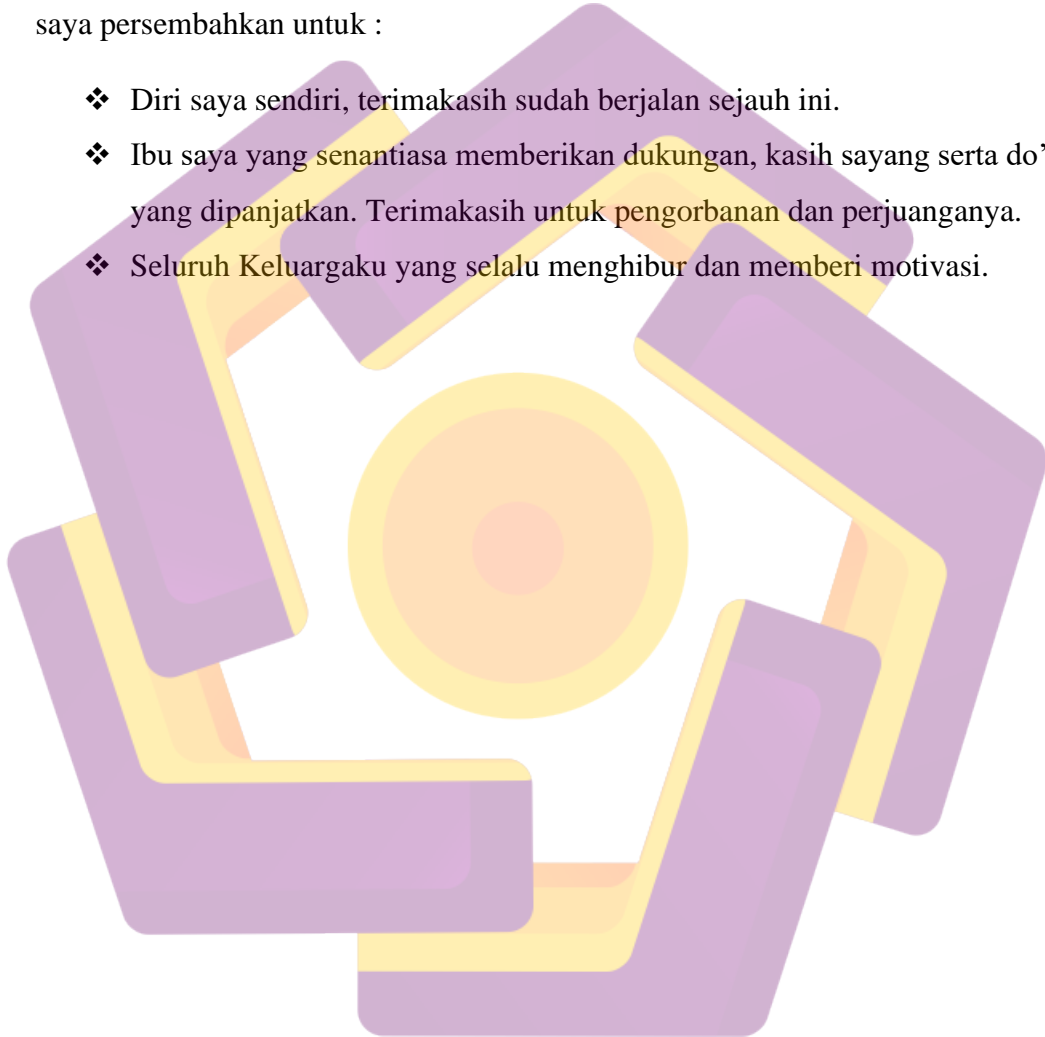 saya persembahkan untuk :
❖ Diri saya sendiri, terimakasih sudah berjalan sejauh ini.
❖ Ibu saya yang senantiasa memberikan dukungan, kasih sayang serta do’
yang dipanjatkan. Terimakasih untuk pengorbanan dan perjuanganya.
❖ Seluruh Keluargaku yang selalu menghibur dan memberi motivasi.